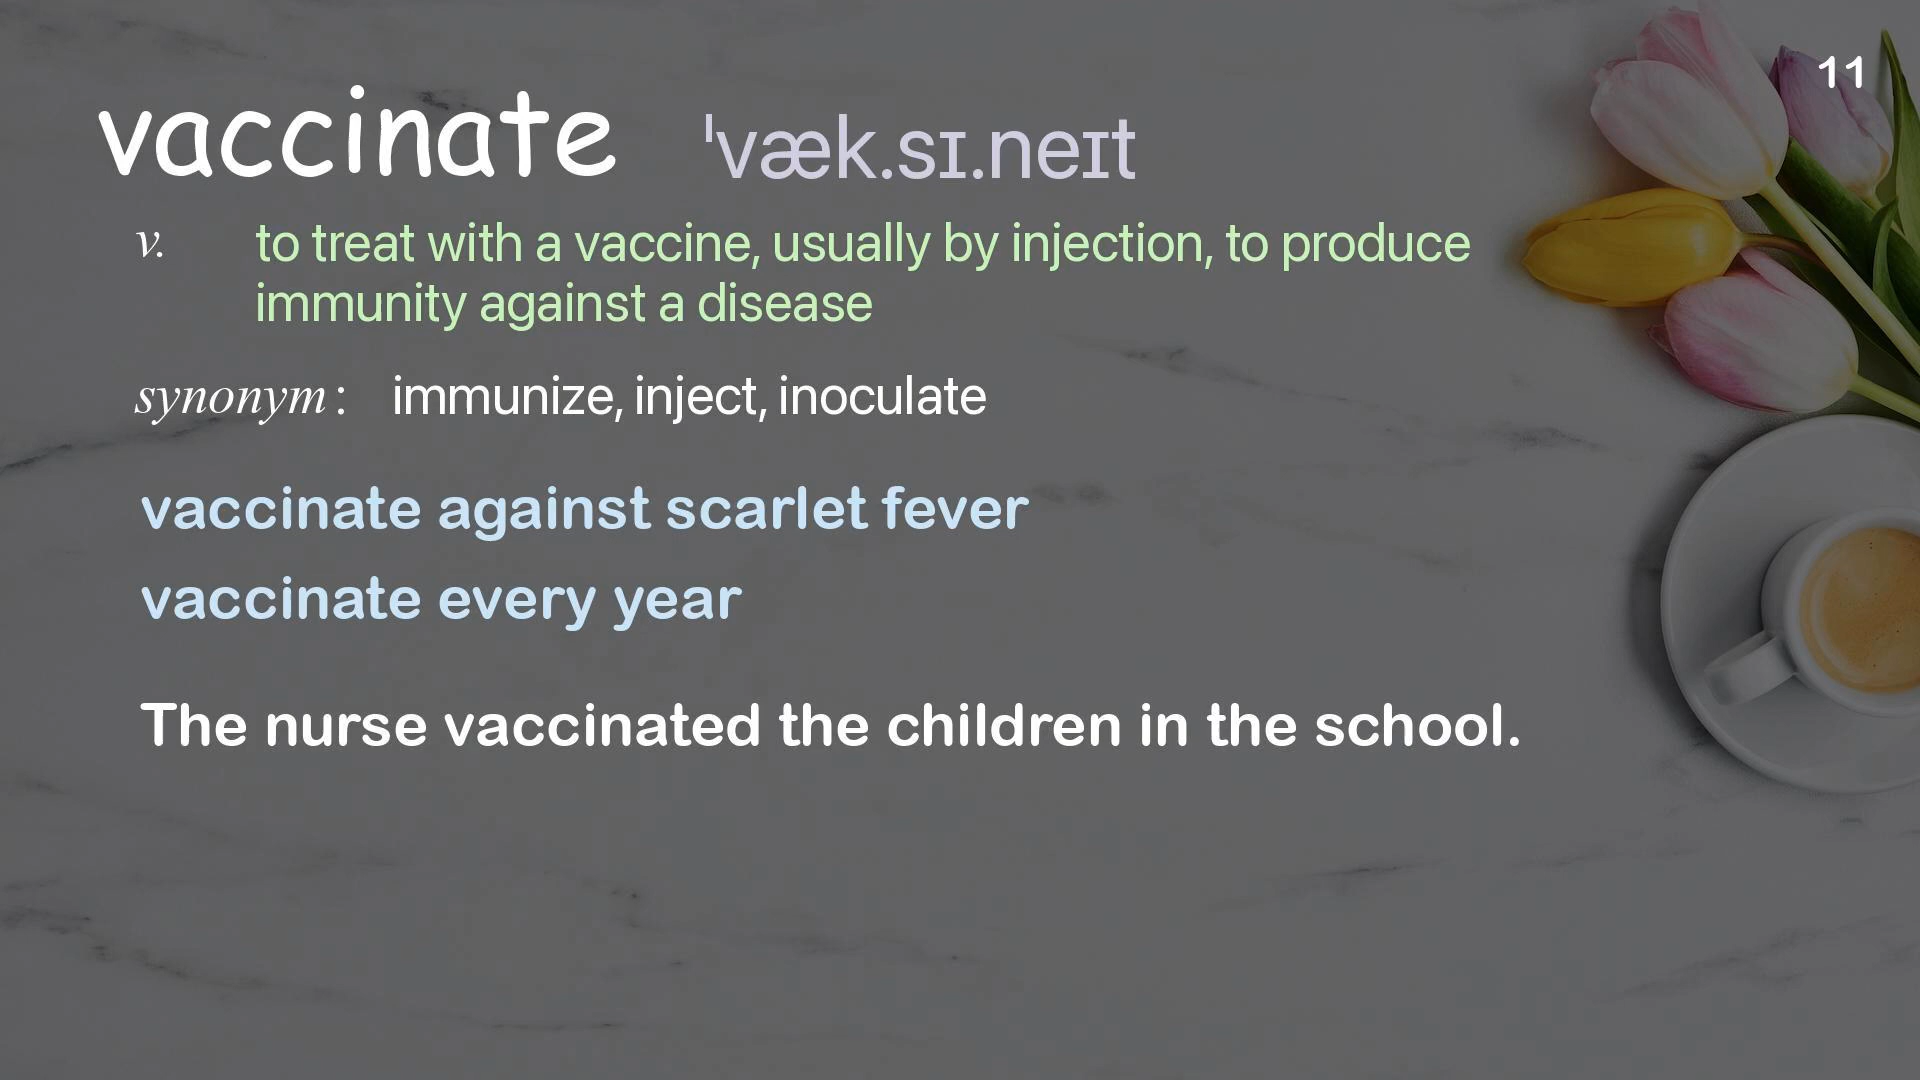 11
vaccinate ˈvæk.sɪ.neɪt
v. to treat with a vaccine, usually by injection, to produce
immunity against a disease
synonym : immunize, inject, inoculate
vaccinate against scarlet fever
vaccinate every year
The nurse vaccinated the children in the school.